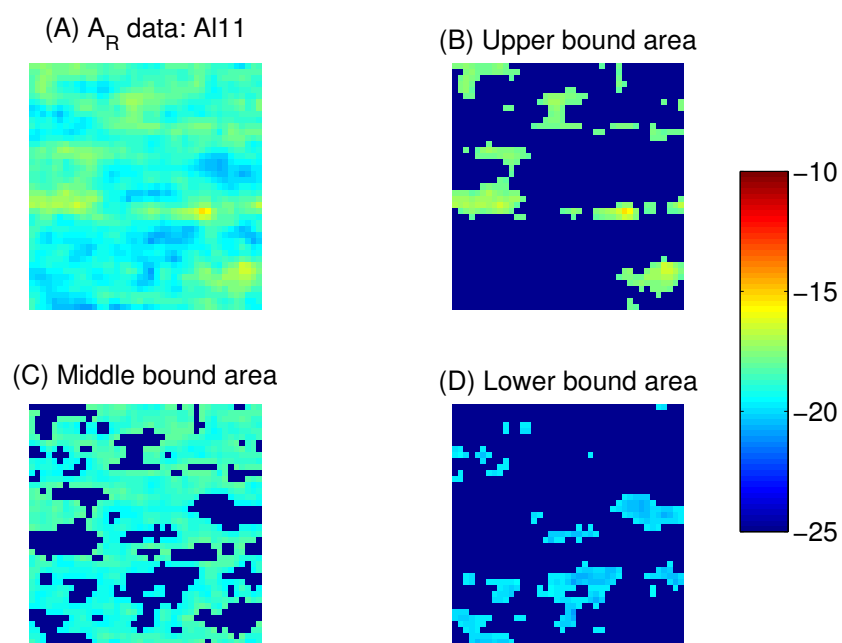 (A) A_R data: Al11
(B) Upper bound area
(C) Middle bound area
(D) Lower bound area
−10
−15
−20
−25